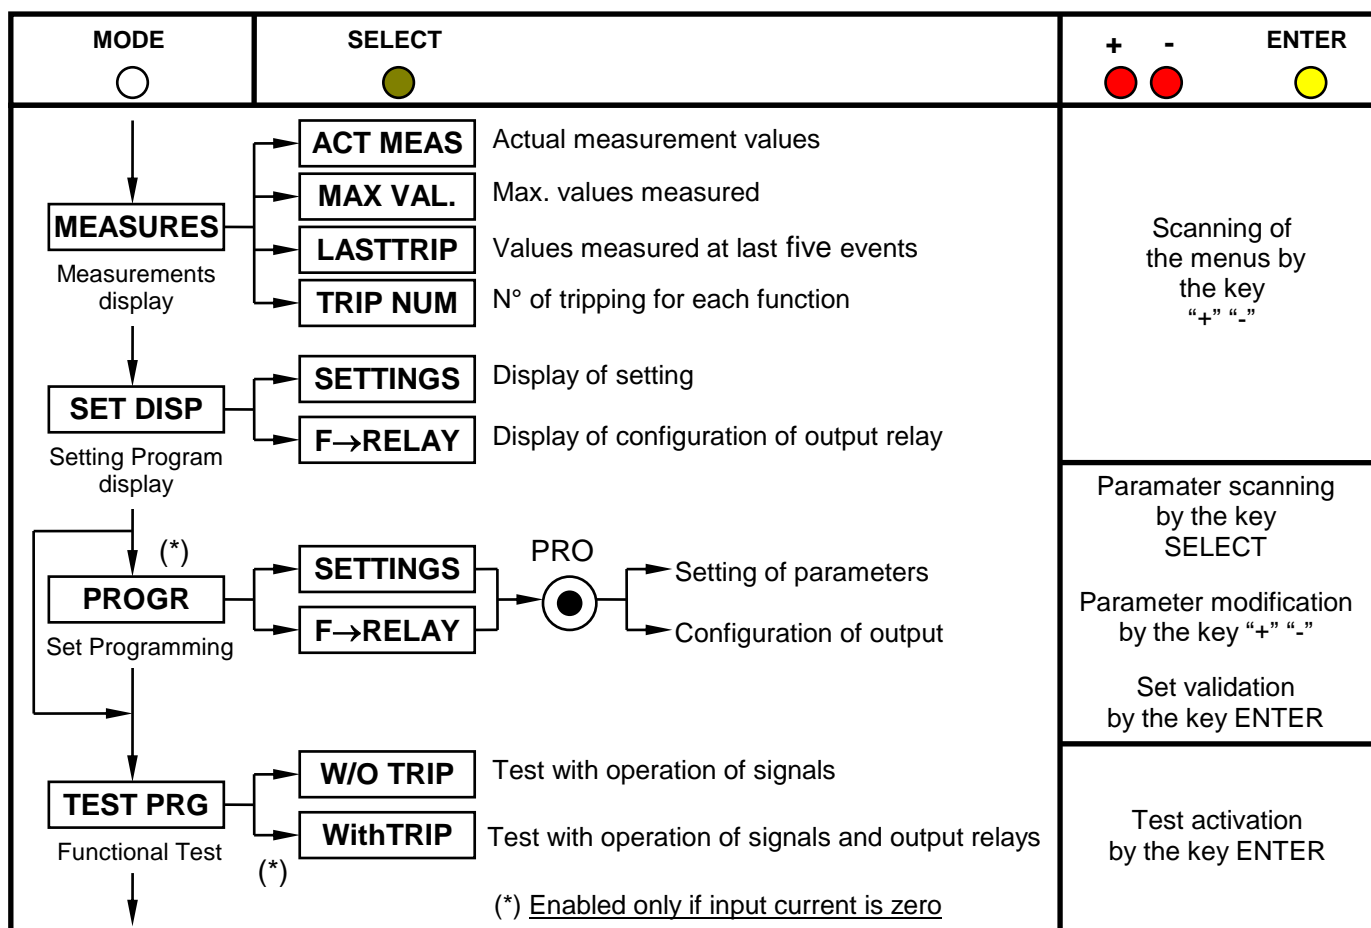 MODE
SELECT
+ - ENTER
ACT MEAS Actual measurement values
MAX VAL. Max. values measured
MEASURES
LASTTRIP Values measured at last five events
TRIP NUM N° of tripping for each function
Measurements
display
Scanning of
the menus by
the key
“+” “-”
SET DISP
SETTINGS Display of setting
F→RELAY Display of configuration of output relay
Setting Program
display
(*)
PROGR
Set Programming
SETTINGS
F→RELAY
PRO
Setting of parameters
Configuration of output
Paramater scanning
by the key
SELECT
Parameter modification
by the key “+” “-”
Set validation
by the key ENTER
TEST PRG
Functional Test
W/O TRIP Test with operation of signals
WithTRIP Test with operation of signals and output relays
(*)
(*) Enabled only if input current is zero
Test activation
by the key ENTER